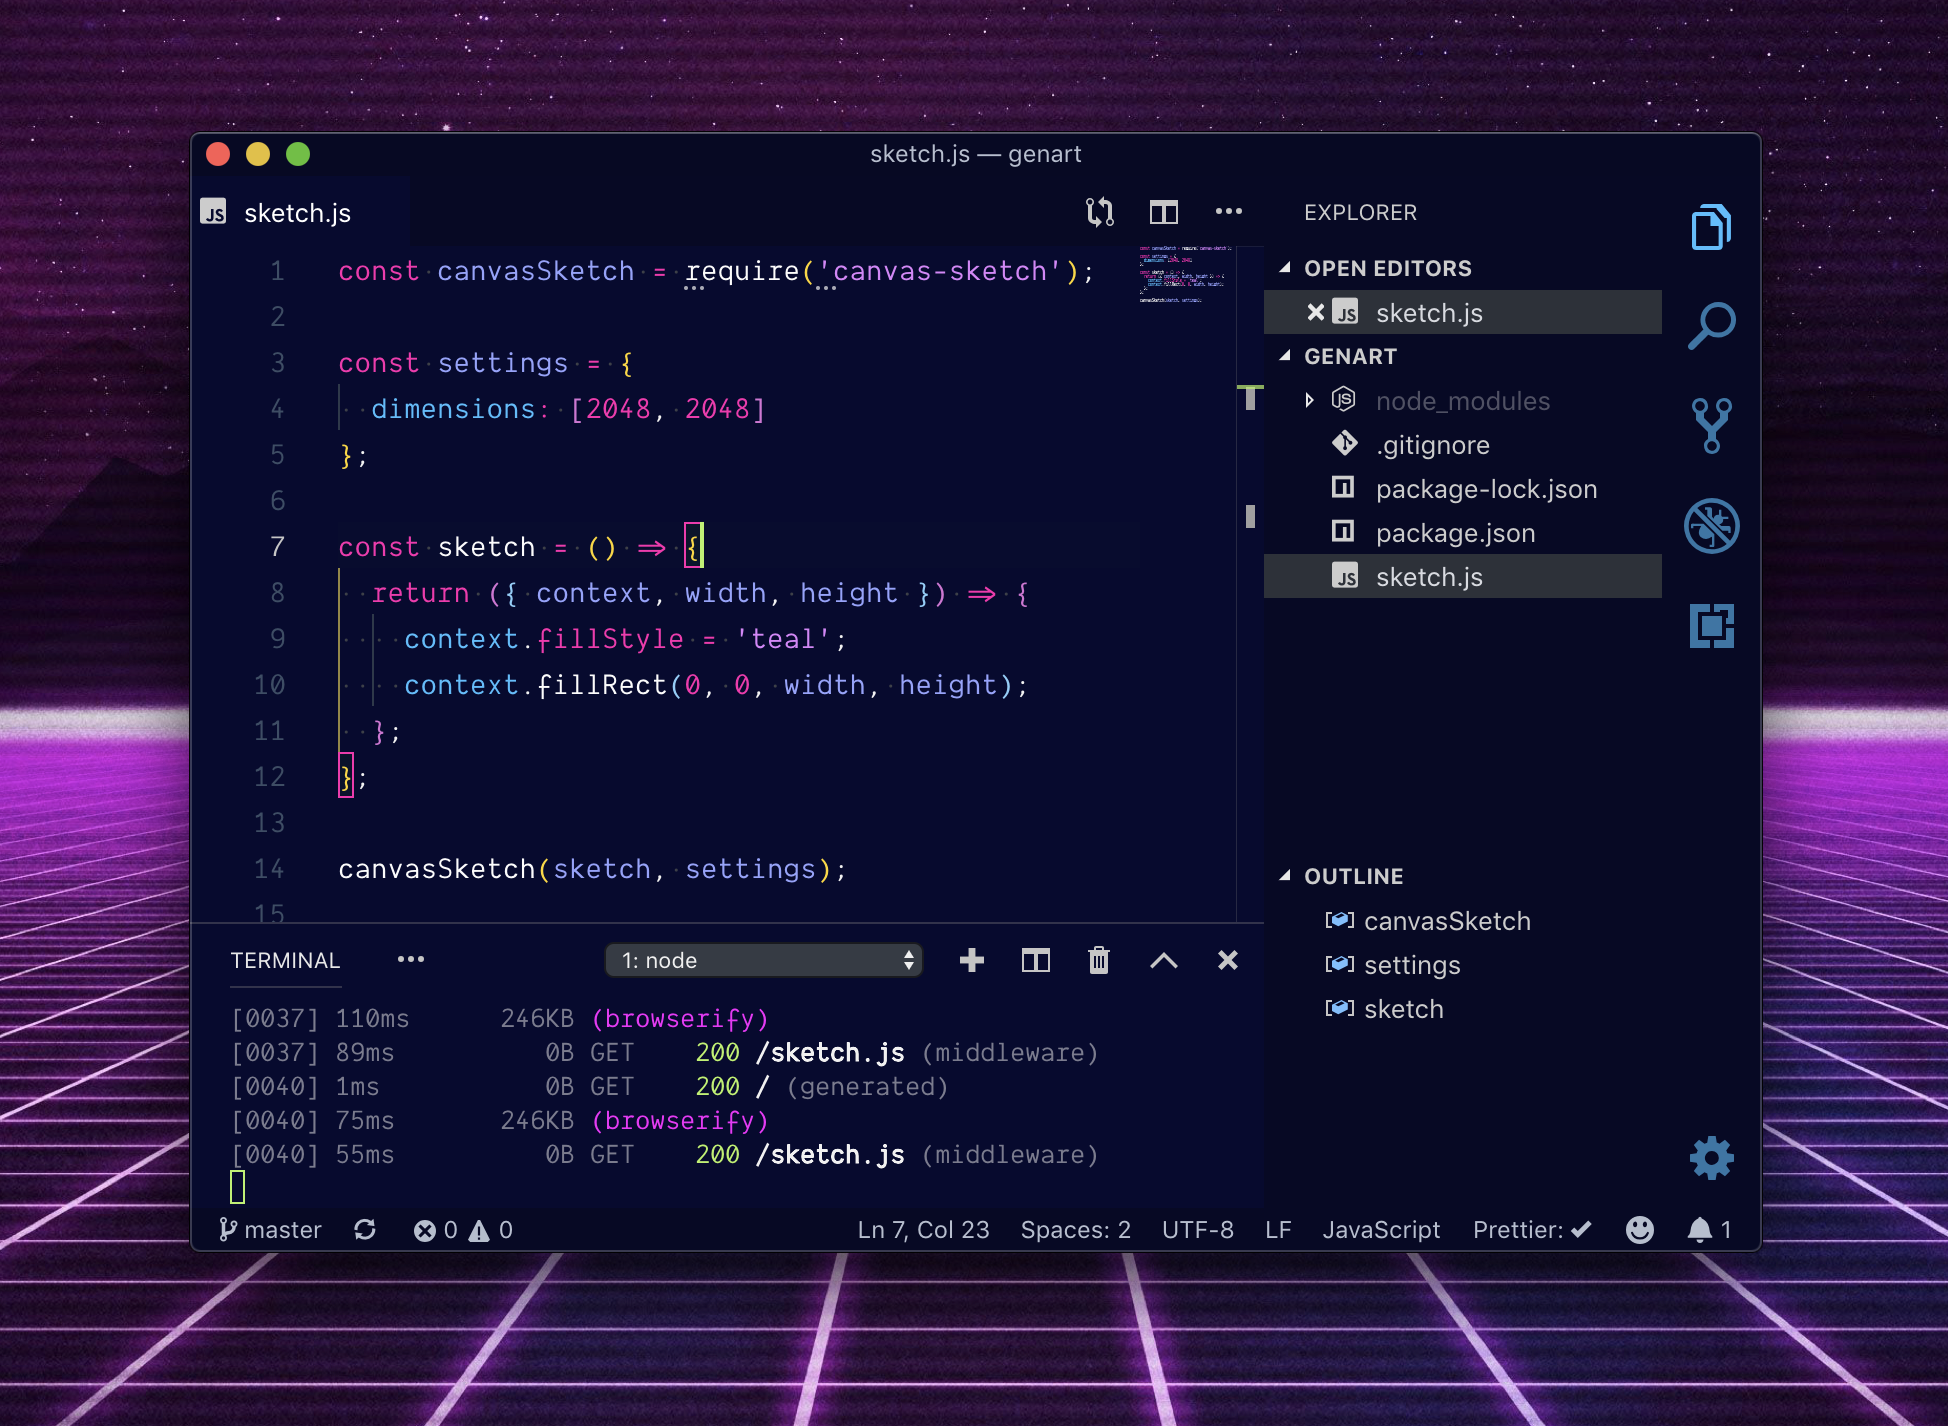 sketch.js — genart
JS sketch.js
1 const canvasSketch = require('canvas-sketch');
2
3 const settings = {
4 dimensions: [2048, 2048]
5 };
6
7 const sketch = () => {
8 return ({ context, width, height }) => {
9 context.fillStyle = 'teal';
10 context.fillRect(0, 0, width, height);
11 };
12 };
13
14 canvasSketch(sketch, settings);
15
EXPLORER
OPEN EDITORS
JS sketch.js
GENART
JS node_modules
.gitignore
package-lock.json
package.json
JS sketch.js
OUTLINE
canvasSketch
settings
sketch
TERMINAL
1: node
[0037] 110ms 246KB (browserify)
[0037] 89ms 0B GET 200 /sketch.js (middleware)
[0040] 1ms 0B GET 200 / (generated)
[0040] 75ms 246KB (browserify)
[0040] 55ms 0B GET 200 /sketch.js (middleware)
master 0 0 Ln 7, Col 23 Spaces: 2 UTF-8 LF JavaScript Prettier: ✓ 1